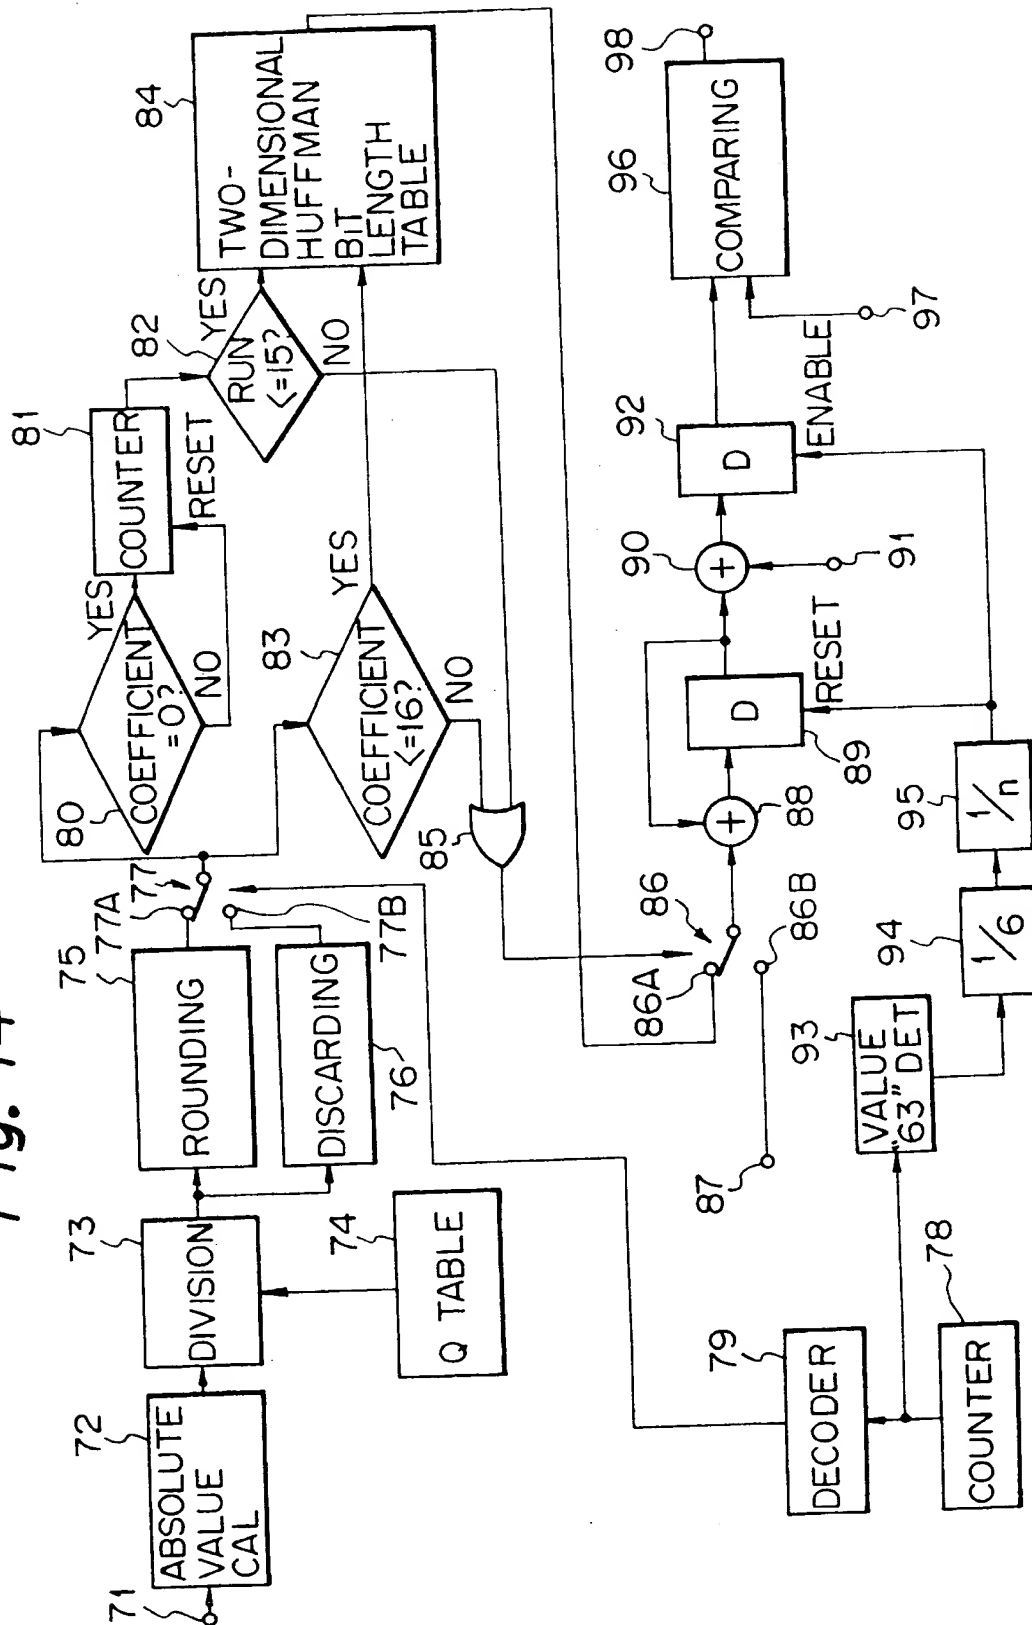 Fig. 14
71
72
ABSOLUTE
VALUE
CAL
73
DIVISION
74
Q TABLE
75
ROUNDING
76
DISCARDING
77A
77
77B
80
COEFFICIENT
=0?
YES
NO
81
COUNTER
RESET
82
RUN
<=15?
YES
NO
83
COEFFICIENT
<=16?
YES
NO
84
TWO-
DIMENSIONAL
HUFFMAN
BIT
LENGTH
TABLE
85
86
86A
86B
87
88
89
D
RESET
90
91
92
D
ENABLE
96
COMPARING
97
98
78
COUNTER
79
DECODER
93
VALUE
"63" DET
94
1/6
95
1/n